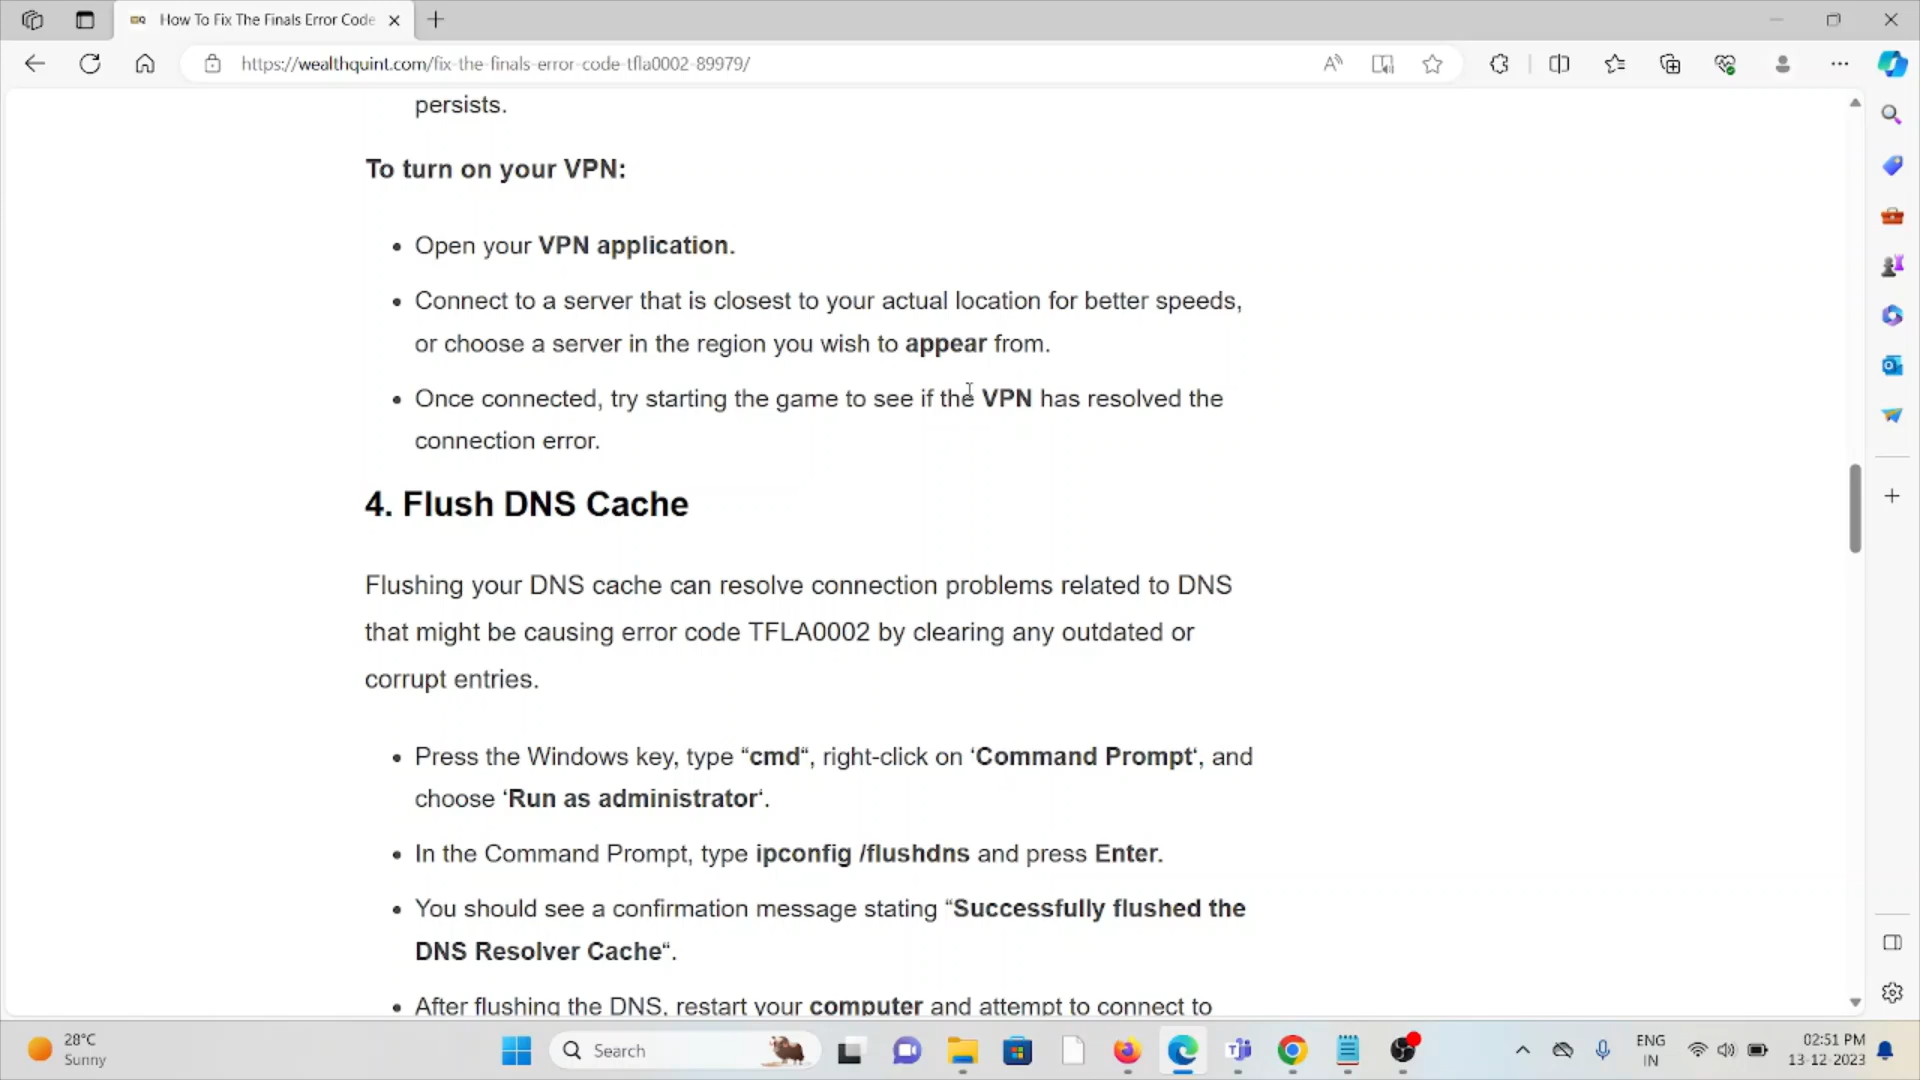 How To Fix The Finals Error Code
https://wealthquint.com/fix-the-finals-error-code-tfla0002-89979/
persists.
To turn on your VPN:
• Open your VPN application.
• Connect to a server that is closest to your actual location for better speeds,
or choose a server in the region you wish to appear from.
• Once connected, try starting the game to see if the VPN has resolved the
connection error.
4. Flush DNS Cache
Flushing your DNS cache can resolve connection problems related to DNS
that might be causing error code TFLA0002 by clearing any outdated or
corrupt entries.
• Press the Windows key, type “cmd“, right-click on ‘Command Prompt‘, and
choose ‘Run as administrator‘.
• In the Command Prompt, type ipconfig /flushdns and press Enter.
• You should see a confirmation message stating “Successfully flushed the
DNS Resolver Cache“.
• After flushing the DNS, restart your computer and attempt to connect to
28°C
Sunny
Search
ENG
IN
02:51 PM
13-12-2023